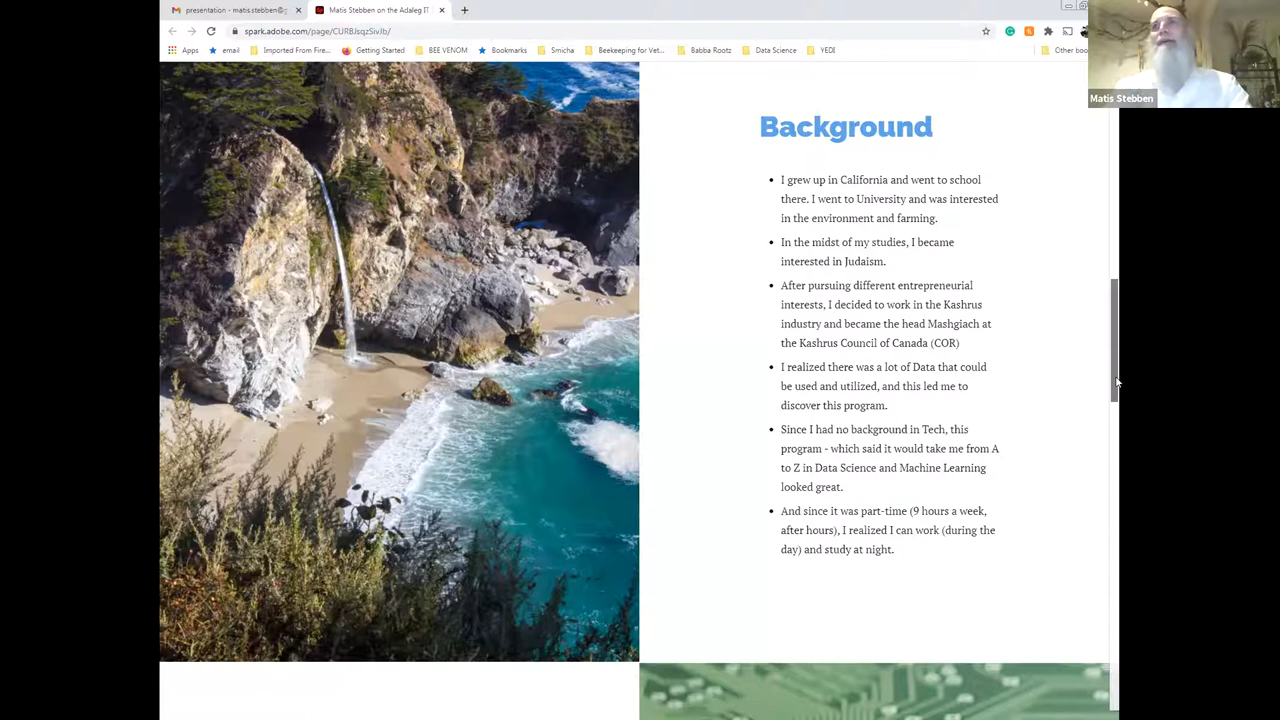 presentation - matis.stebben@g
Matis Stebben on the Adaleg IT
spark.adobe.com/page/CURBJsqzSivJb/
Apps email Imported From Fire... Getting Started BEE VENOM Bookmarks Smicha Beekeeping for Vet... Babba Rootz Data Science YEDI Other boo
Matis Stebben
Background
• I grew up in California and went to school
there. I went to University and was interested
in the environment and farming.
• In the midst of my studies, I became
interested in Judaism.
• After pursuing different entrepreneurial
interests, I decided to work in the Kashrus
industry and became the head Mashgiach at
the Kashrus Council of Canada (COR)
• I realized there was a lot of Data that could
be used and utilized, and this led me to
discover this program.
• Since I had no background in Tech, this
program - which said it would take me from A
to Z in Data Science and Machine Learning
looked great.
• And since it was part-time (9 hours a week,
after hours), I realized I can work (during the
day) and study at night.